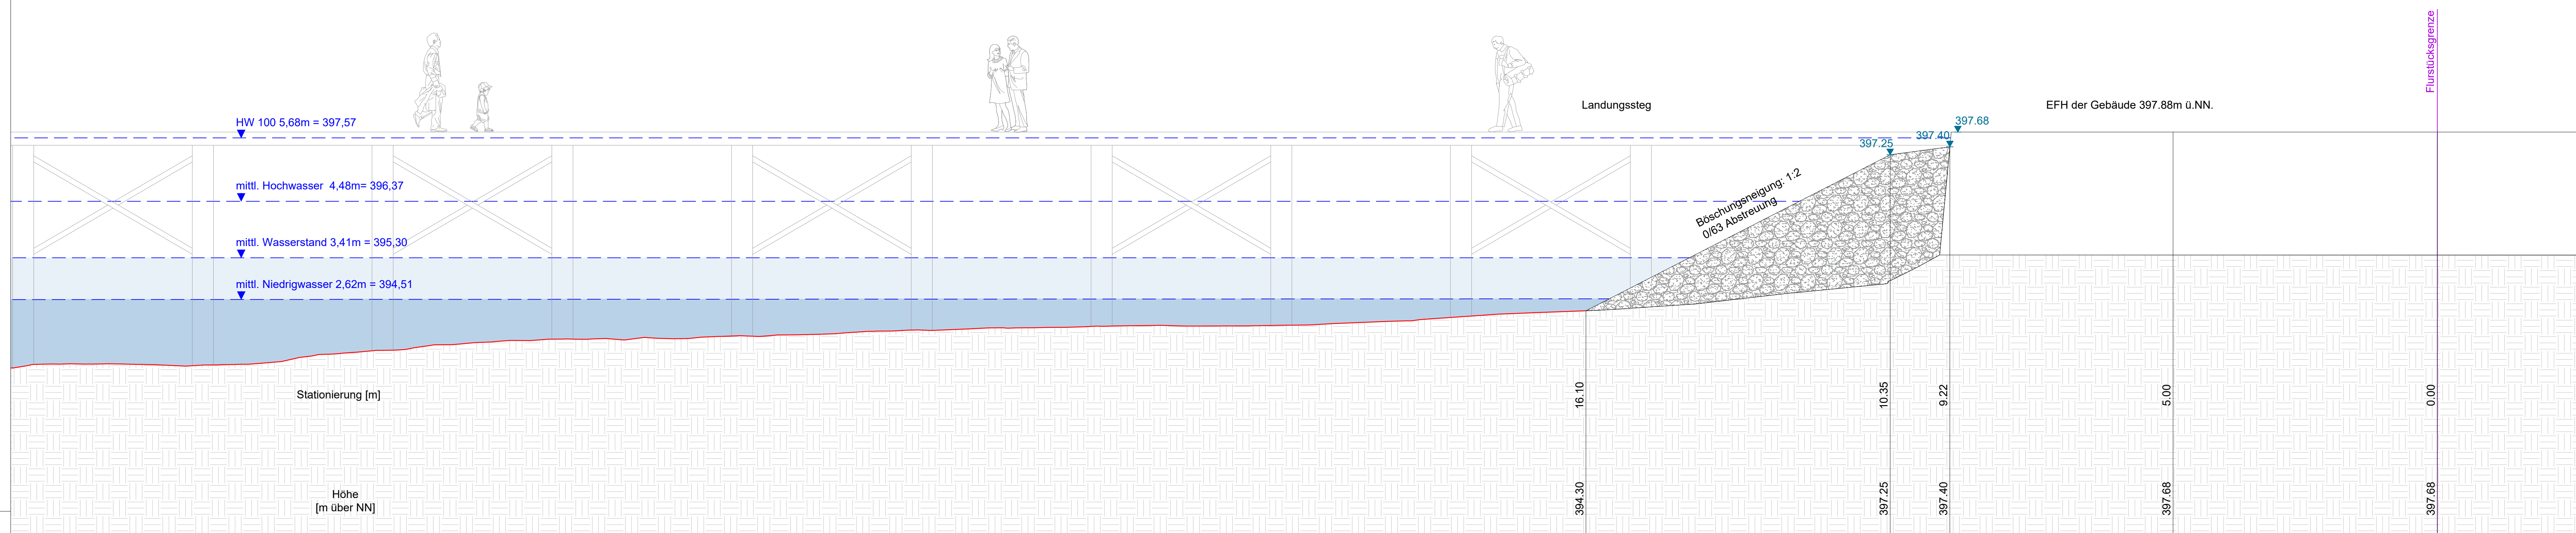 Flurstücksgrenze
Landungssteg
EFH der Gebäude 397.88m ü.NN.
HW 100 5,68m = 397,57
397.68
397.40
397.25
mittl. Hochwasser 4,48m= 396,37
Böschungsneigung: 1:2
0/63 Abstreuung
mittl. Wasserstand 3,41m = 395,30
mittl. Niedrigwasser 2,62m = 394,51
Stationierung [m]
16.10
10.35
9.22
5.00
0.00
Höhe
[m über NN]
394.30
397.25
397.40
397.68
397.68